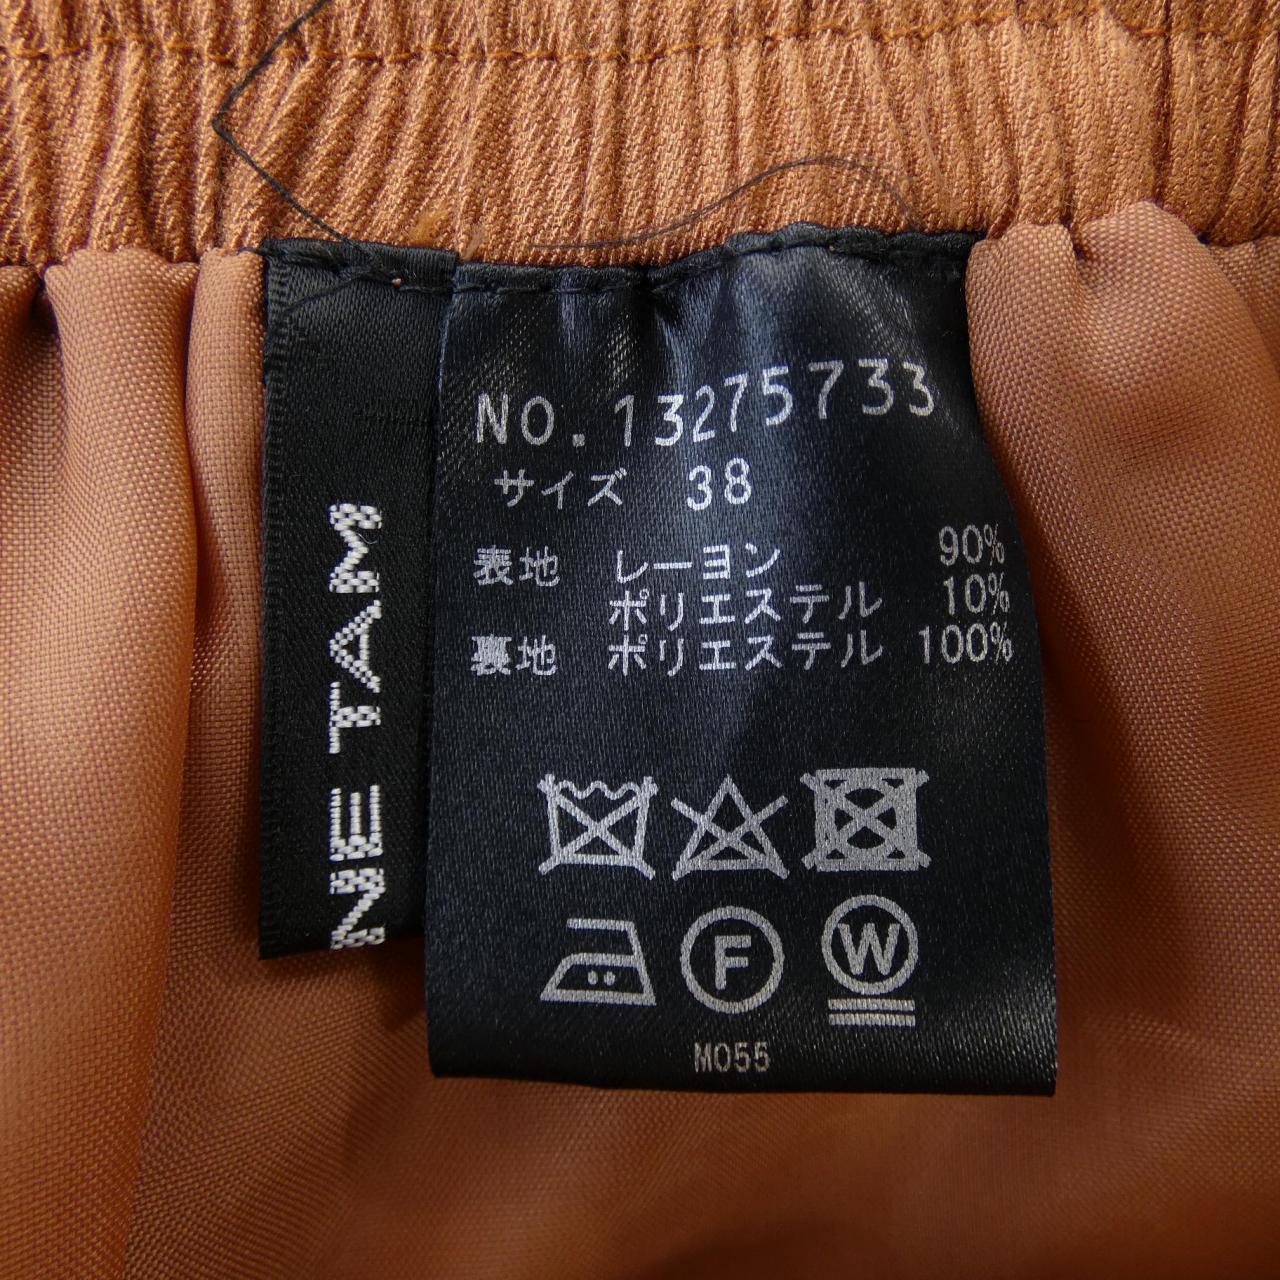 NE TAM
NO.13275733
サイズ 38
表地 レーヨン 90%
ポリエステル 10%
裏地 ポリエステル 100%
F W
M055